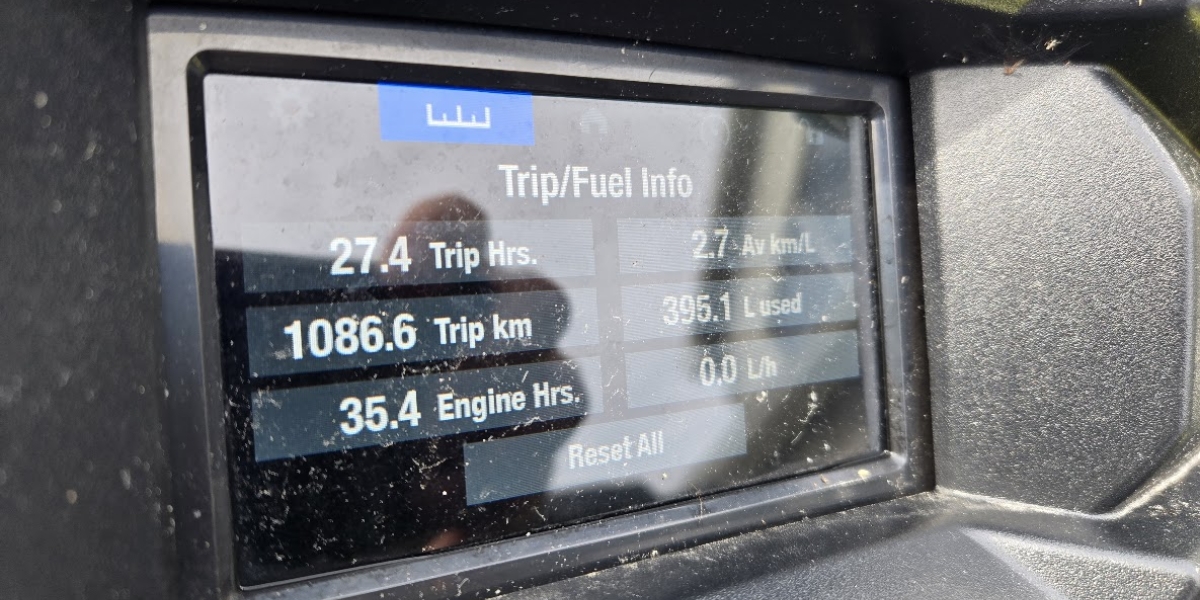 Trip/Fuel Info
27.4 Trip Hrs.
2.7 Av km/L
1086.6 Trip km
395.1 L used
35.4 Engine Hrs.
0.0 L/h
Reset All